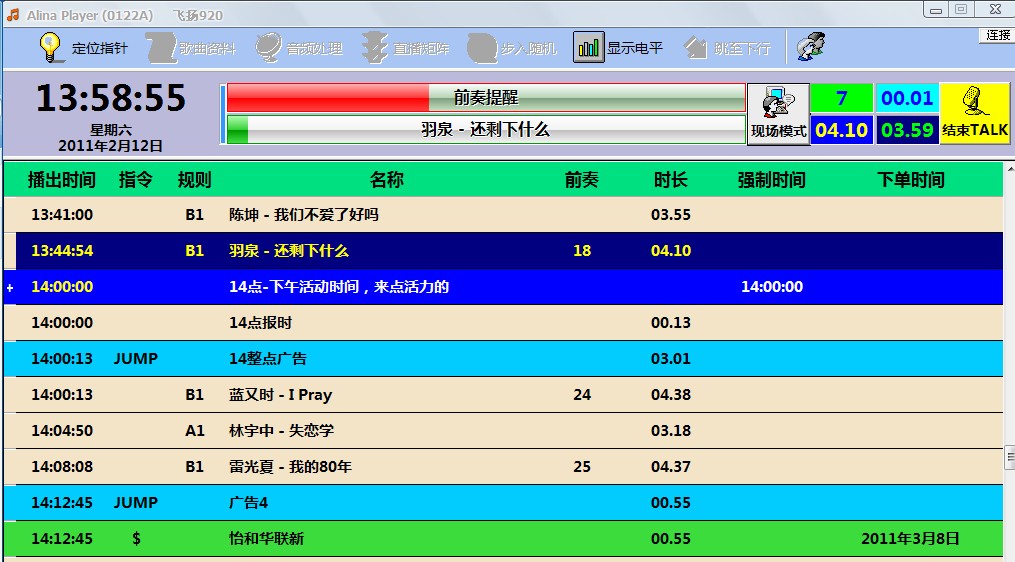 Alina Player (0122A) 飞扬920
定位指针 歌曲资料 音频处理 直播矩阵 步入随机 显示电平 跳至下行 连接
13:58:55
星期六
2011年2月12日
前奏提醒
羽泉 - 还剩下什么
现场模式
7 00.01
04.10 03.59
结束TALK
播出时间 指令 规则 名称 前奏 时长 强制时间 下单时间
13:41:00 B1 陈坤 - 我们不爱了好吗 03.55
13:44:54 B1 羽泉 - 还剩下什么 18 04.10
+ 14:00:00 14点-下午活动时间，来点活力的 14:00:00
14:00:00 14点报时 00.13
14:00:13 JUMP 14整点广告 03.01
14:00:13 B1 蓝又时 - I Pray 24 04.38
14:04:50 A1 林宇中 - 失恋学 03.18
14:08:08 B1 雷光夏 - 我的80年 25 04.37
14:12:45 JUMP 广告4 00.55
14:12:45 $ 怡和华联新 00.55 2011年3月8日